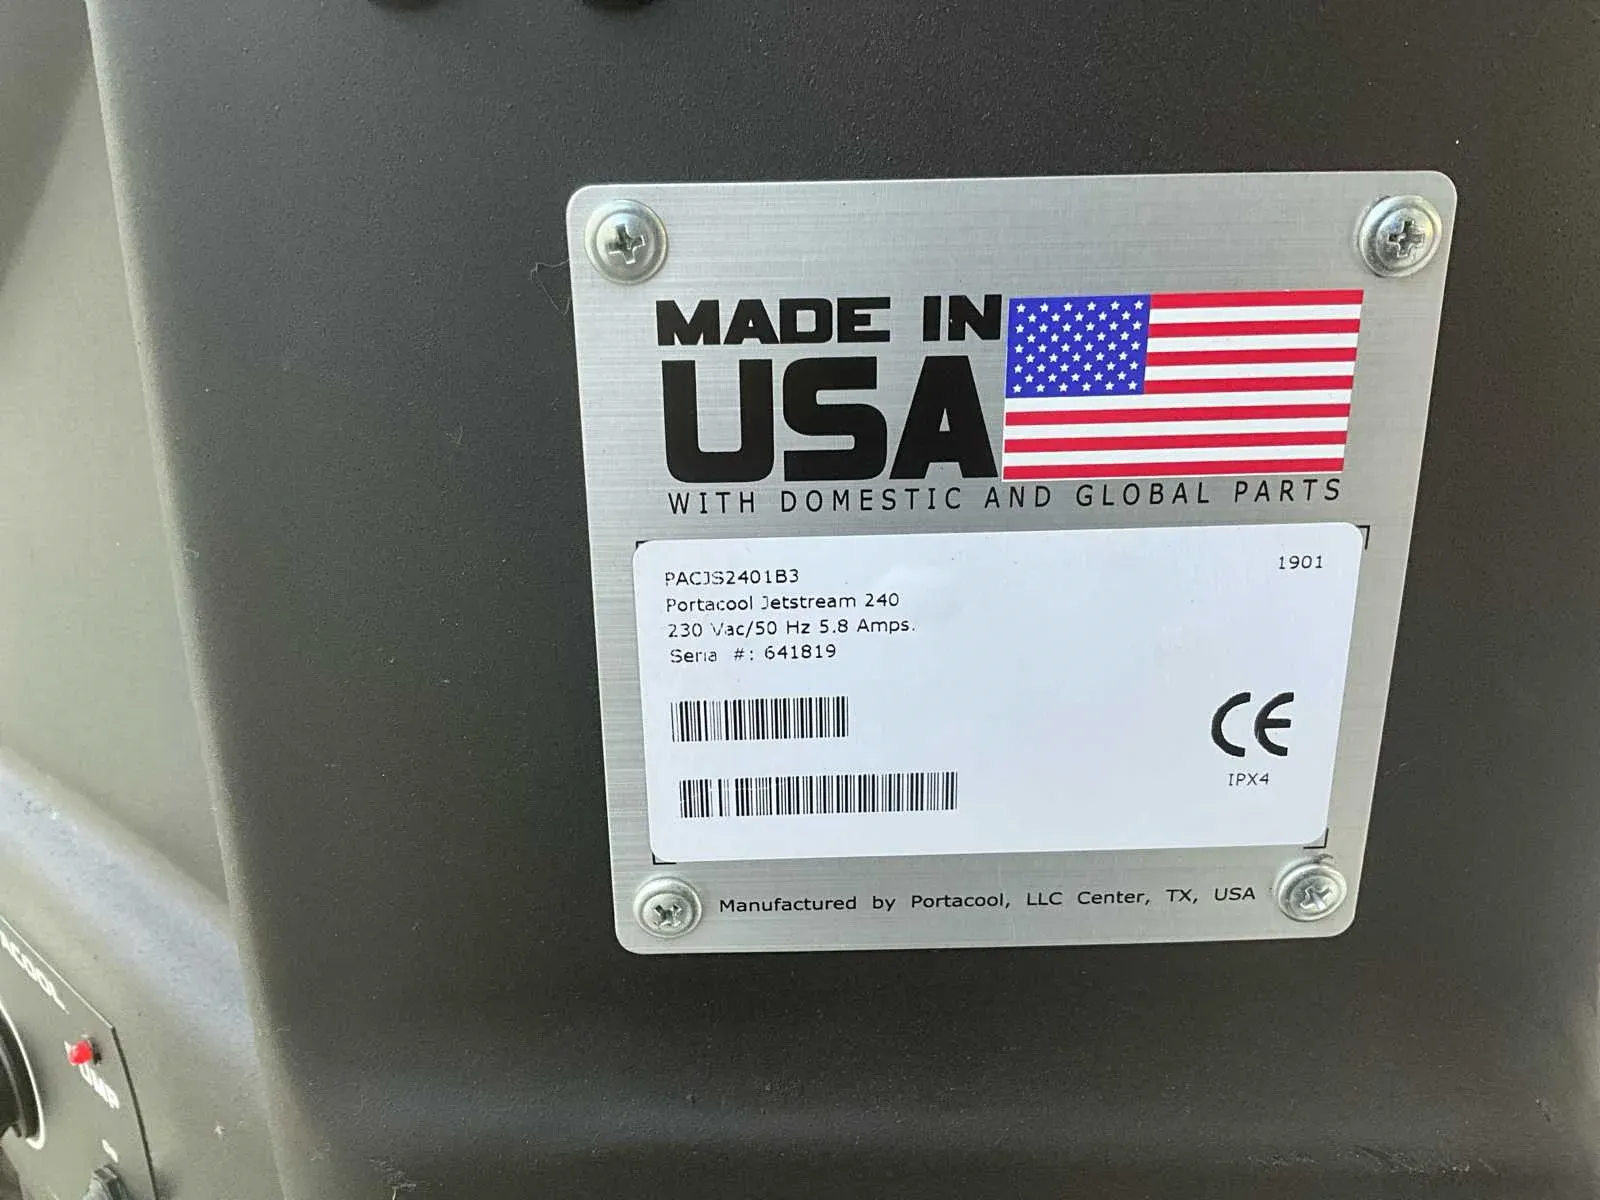 MADE IN
USA
WITH DOMESTIC AND GLOBAL PARTS
PACJS2401B3
1901
Portacool Jetstream 240
230 Vac/50 Hz 5.8 Amps.
Serial #: 641819
CE
IPX4
Manufactured by Portacool, LLC Center, TX, USA